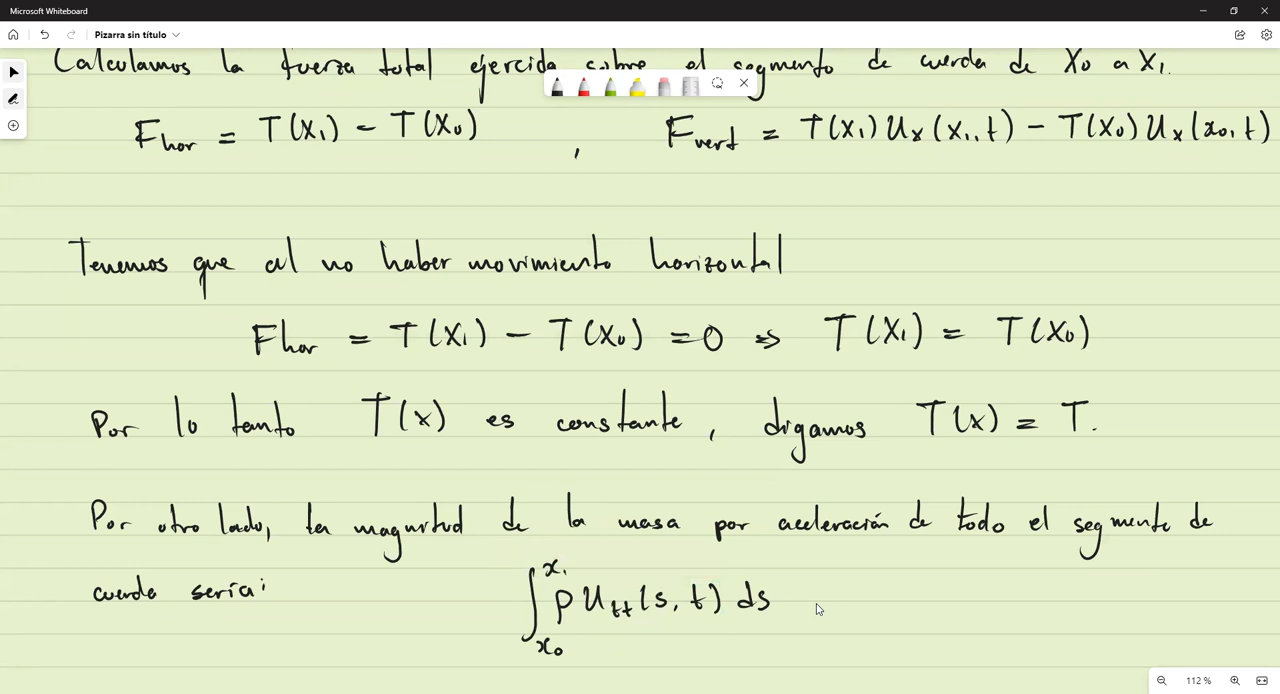 Microsoft Whiteboard
Pizarra sin título
Calculamos la fuerza total ejercida sobre el segmento de cuerda de X₀ a X₁.
F_hor = T(X₁) - T(X₀) , F_vert = T(X₁) U_x(x₁, t) - T(X₀) U_x(x₀, t)
Tenemos que al no haber movimiento horizontal
F_hor = T(X₁) - T(X₀) = 0 ⇒ T(X₁) = T(X₀)
Por lo tanto T(x) es constante, digamos T(x) = T.
Por otro lado, la magnitud de la masa por aceleración de todo el segmento de
cuerda sería:
∫_{x₀}^{x₁} ρ U_tt(s, t) ds
112 %